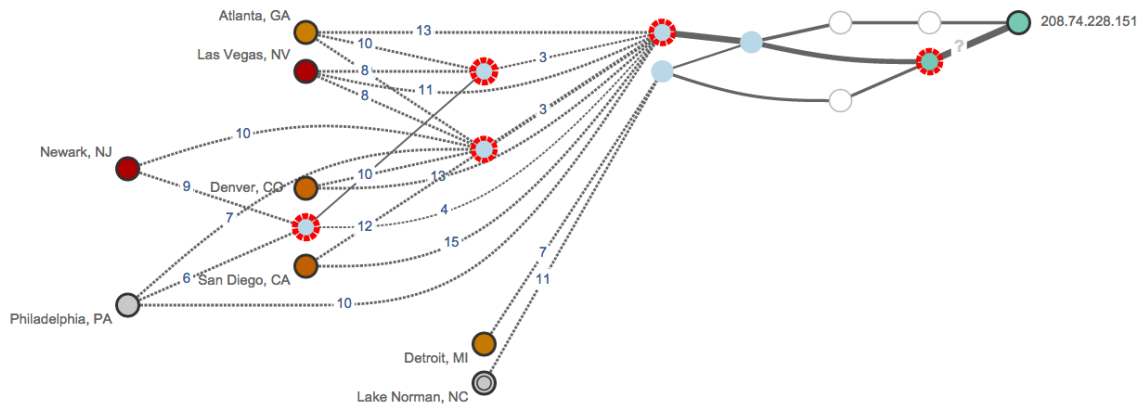 Atlanta, GA
13
208.74.228.151
10
?
Las Vegas, NV
3
8
11
8
3
10
Newark, NJ
10
13
9
Denver, CO
7
4
12
15
7
6
San Diego, CA
11
10
Philadelphia, PA
Detroit, MI
Lake Norman, NC